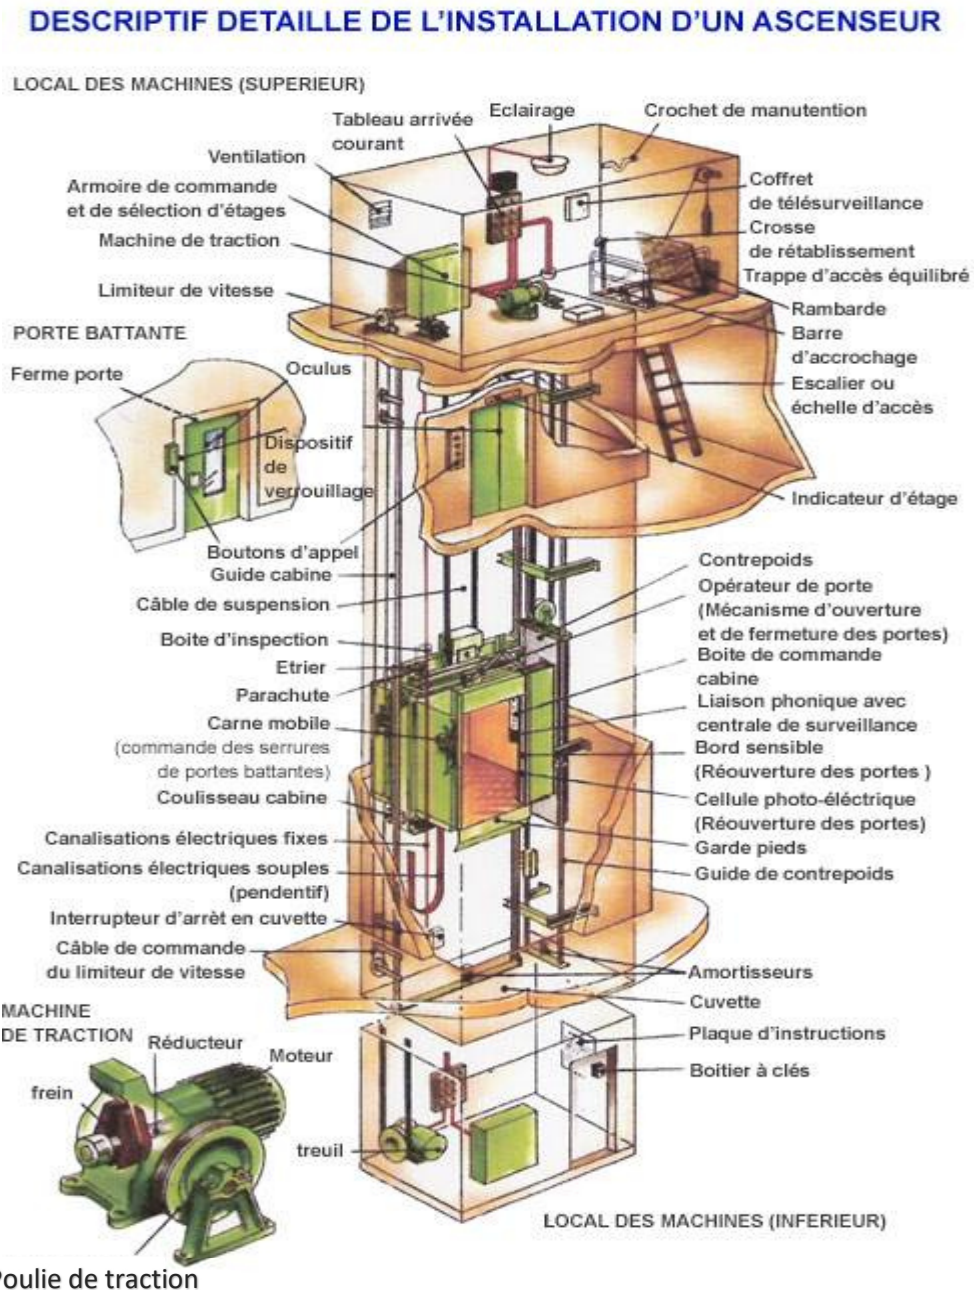 DESCRIPTIF DETAILLE DE L'INSTALLATION D'UN ASCENSEUR
LOCAL DES MACHINES (SUPERIEUR)
Tableau arrivée
courant
Eclairage
Crochet de manutention
Ventilation
Armoire de commande
et de sélection d'étages
Machine de traction
Limiteur de vitesse
Coffret
de télésurveillance
Crosse
de rétablissement
Trappe d'accès équilibré
Rambarde
Barre
d'accrochage
Escalier ou
échelle d'accès
Indicateur d'étage
PORTE BATTANTE
Ferme porte
Oculus
Dispositif
de
verrouillage
Boutons d'appel
Guide cabine
Câble de suspension
Boite d'inspection
Etrier
Parachute
Carne mobile
(commande des serrures
de portes battantes)
Coulisseau cabine
Canalisations électriques fixes
Canalisations électriques souples
(pendentif)
Interrupteur d'arrèt en cuvette
Câble de commande
du limiteur de vitesse
Contrepoids
Opérateur de porte
(Mécanisme d'ouverture
et de fermeture des portes)
Boite de commande
cabine
Liaison phonique avec
centrale de surveillance
Bord sensible
(Réouverture des portes )
Cellule photo-éléctrique
(Réouverture des portes)
Garde pieds
Guide de contrepoids
Amortisseurs
Cuvette
Plaque d'instructions
Boitier à clés
MACHINE
DE TRACTION
Réducteur
Moteur
frein
treuil
LOCAL DES MACHINES (INFERIEUR)
Poulie de traction